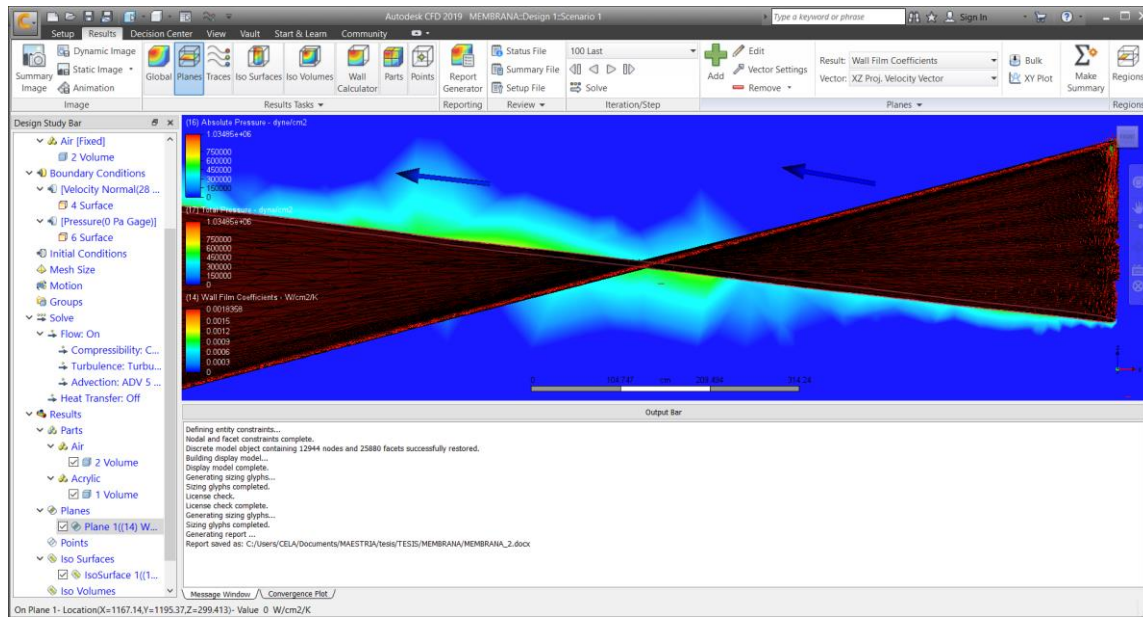 Autodesk CFD 2019 MEMBRANA::Design 1:Scenario 1
Type a keyword or phrase
Sign In
Setup Results Decision Center View Vault Start & Learn Community
Summary Image
Dynamic Image
Static Image
Animation
Image
Global Planes Traces Iso Surfaces Iso Volumes Wall Calculator Parts Points
Results Tasks
Report Generator
Reporting
Status File
Summary File
Setup File
Review
100 Last
Solve
Iteration/Step
Add
Edit
Vector Settings
Remove
Result: Wall Film Coefficients
Vector: XZ Proj. Velocity Vector
Planes
Bulk
XY Plot
Make Summary
Regions
Regions
Design Study Bar
Air [Fixed]
2 Volume
Boundary Conditions
[Velocity Normal(28 ...
4 Surface
[Pressure(0 Pa Gage)]
6 Surface
Initial Conditions
Mesh Size
Motion
Groups
Solve
Flow: On
Compressibility: C...
Turbulence: Turbu...
Advection: ADV 5 ...
Heat Transfer: Off
Results
Parts
Air
2 Volume
Acrylic
1 Volume
Planes
Plane 1((14) W...
Points
Iso Surfaces
IsoSurface 1((1...
Iso Volumes
(16) Absolute Pressure - dyne/cm2
1.03485e+06
750000
600000
450000
300000
150000
0
(17) Total Pressure - dyne/cm2
1.03485e+06
750000
600000
450000
300000
150000
0
(14) Wall Film Coefficients - W/cm2/K
0.0018358
0.0015
0.0012
0.0009
0.0006
0.0003
0
0 104.747 cm 209.494 314.24
Output Bar
Defining entity constraints...
Nodal and facet constraints complete.
Discrete model object containing 12944 nodes and 25880 facets successfully restored.
Building display model...
Display model complete.
Generating sizing glyphs...
Sizing glyphs completed.
License check.
License check complete.
Generating sizing glyphs...
Sizing glyphs completed.
Generating report ...
Report saved as: C:/Users/CELA/Documents/MAESTRIA/tesis/TESIS/MEMBRANA/MEMBRANA_2.docx
Message Window Convergence Plot
On Plane 1- Location(X=1167.14,Y=1195.37,Z=299.413)- Value 0 W/cm2/K